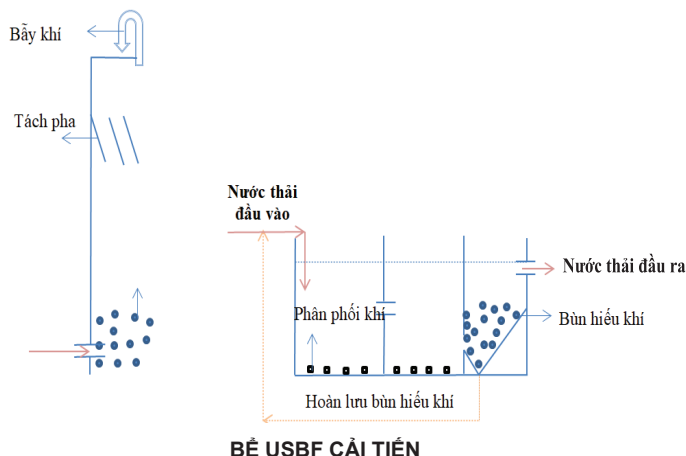 Bẫy khí
Tách pha
Nước thải
đầu vào
Nước thải đầu ra
Phân phối khí
Bùn hiếu khí
Hoàn lưu bùn hiếu khí
BỂ USBF CẢI TIẾN